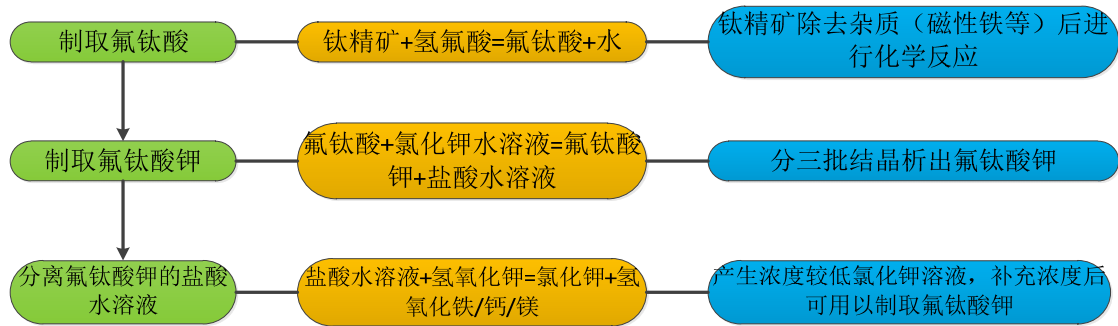 制取氟钛酸
钛精矿+氢氟酸=氟钛酸+水
钛精矿除去杂质（磁性铁等）后进
行化学反应
制取氟钛酸钾
氟钛酸+氯化钾水溶液=氟钛酸
钾+盐酸水溶液
分三批结晶析出氟钛酸钾
分离氟钛酸钾的盐酸
水溶液
盐酸水溶液+氢氧化钾=氯化钾+氢
氧化铁/钙/镁
产生浓度较低氯化钾溶液，补充浓度后
可用以制取氟钛酸钾